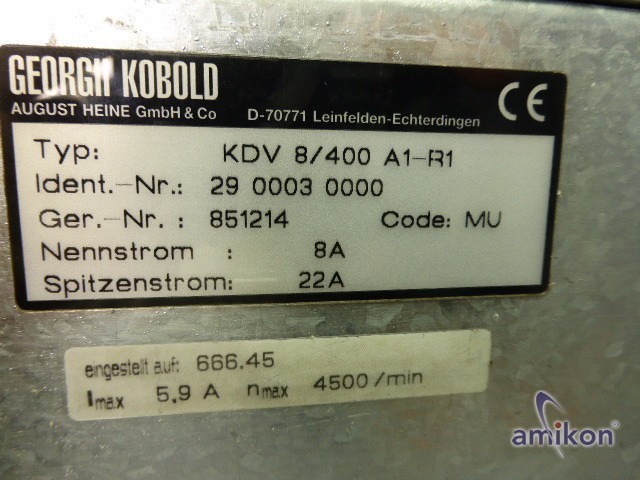 GEORGII KOBOLD
AUGUST HEINE GmbH & Co D-70771 Leinfelden-Echterdingen CE
Typ: KDV 8/400 A1-R1
Ident.-Nr.: 29 0003 0000
Ger.-Nr. : 851214 Code: MU
Nennstrom : 8A
Spitzenstrom: 22A
eingestellt auf: 666.45
Imax 5,9 A nmax 4500/min
amikon